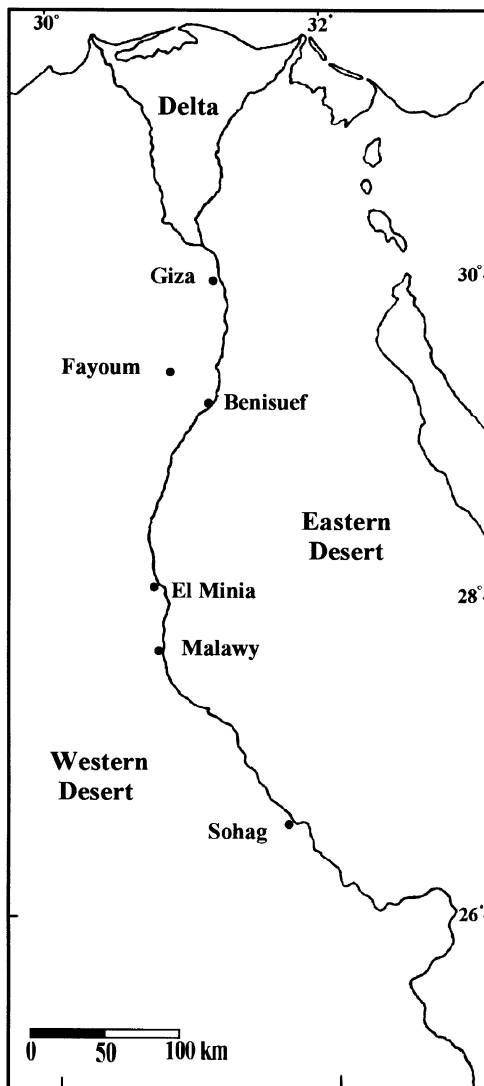 30°
32°
Delta
Giza
30°
Fayoum
Benisuef
Eastern
Desert
El Minia
28°
Malawy
Western
Desert
Sohag
26°
0 50 100 km